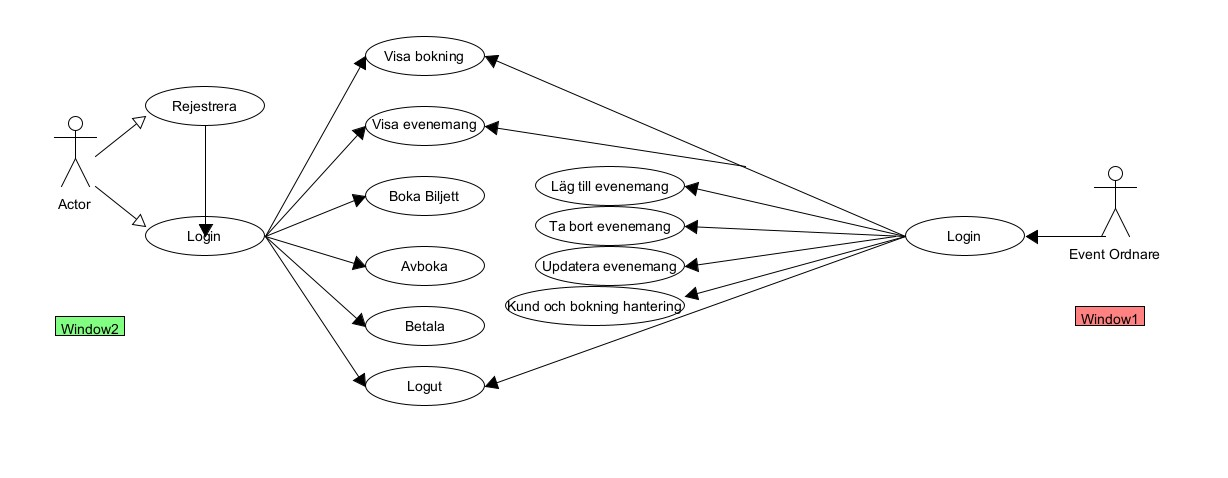 Visa bokning
Rejestrera
Visa evenemang
Actor
Boka Biljett
Läg till evenemang
Ta bort evenemang
Login
Login
Event Ordnare
Avboka
Updatera evenemang
Kund och bokning hantering
Window2
Betala
Window1
Logut